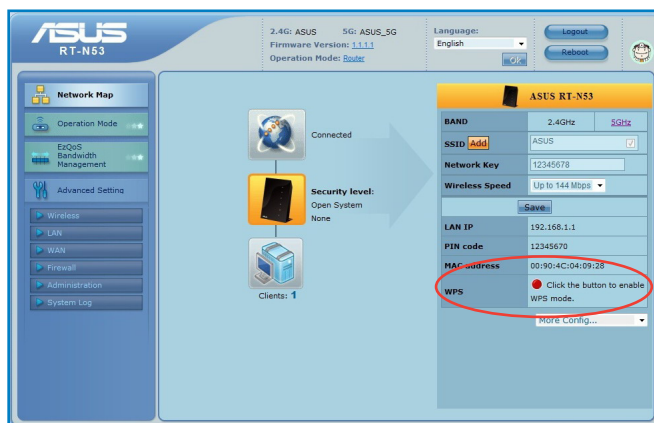 ASUS
RT-N53
2.4G: ASUS 5G: ASUS_5G
Firmware Version: 1.1.1.1
Operation Mode: Router
Language:
English
OK
Logout
Reboot
Network Map
Operation Mode
EzQoS
Bandwidth
Management
Advanced Setting
Wireless
LAN
WAN
Firewall
Administration
System Log
Connected
Security level:
Open System
None
Clients: 1
ASUS RT-N53
BAND 2.4GHz 5GHz
SSID Add ASUS
Network Key 12345678
Wireless Speed Up to 144 Mbps
Save
LAN IP 192.168.1.1
PIN code 12345670
MAC address 00:90:4C:04:09:28
WPS Click the button to enable
WPS mode.
More Config...